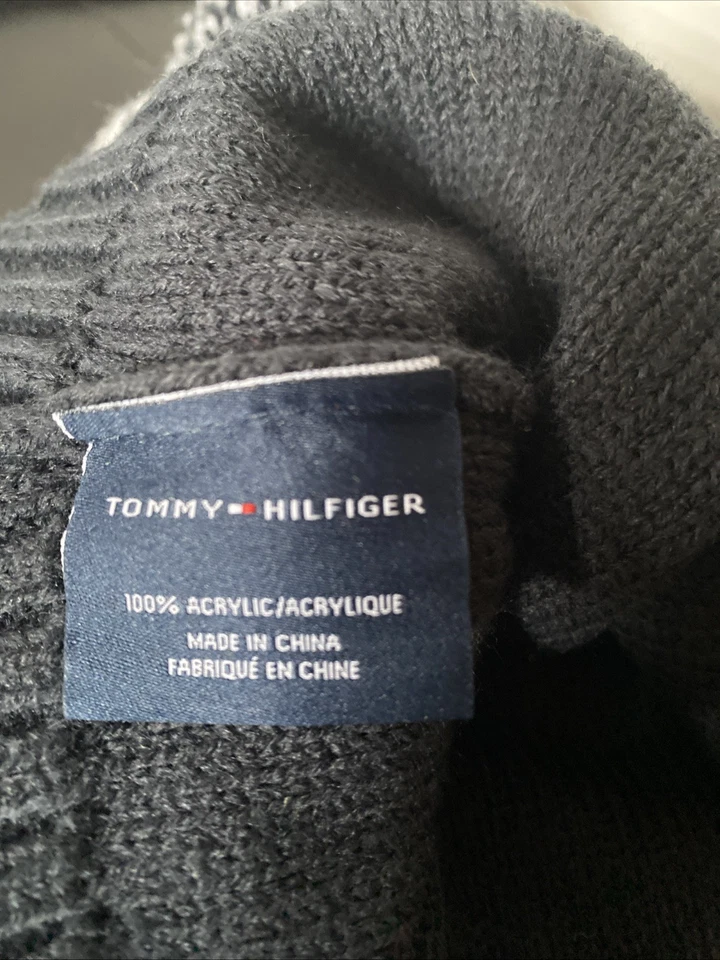 TOMMY HILFIGER
100% ACRYLIC/ACRYLIQUE
MADE IN CHINA
FABRIQUÉ EN CHINE